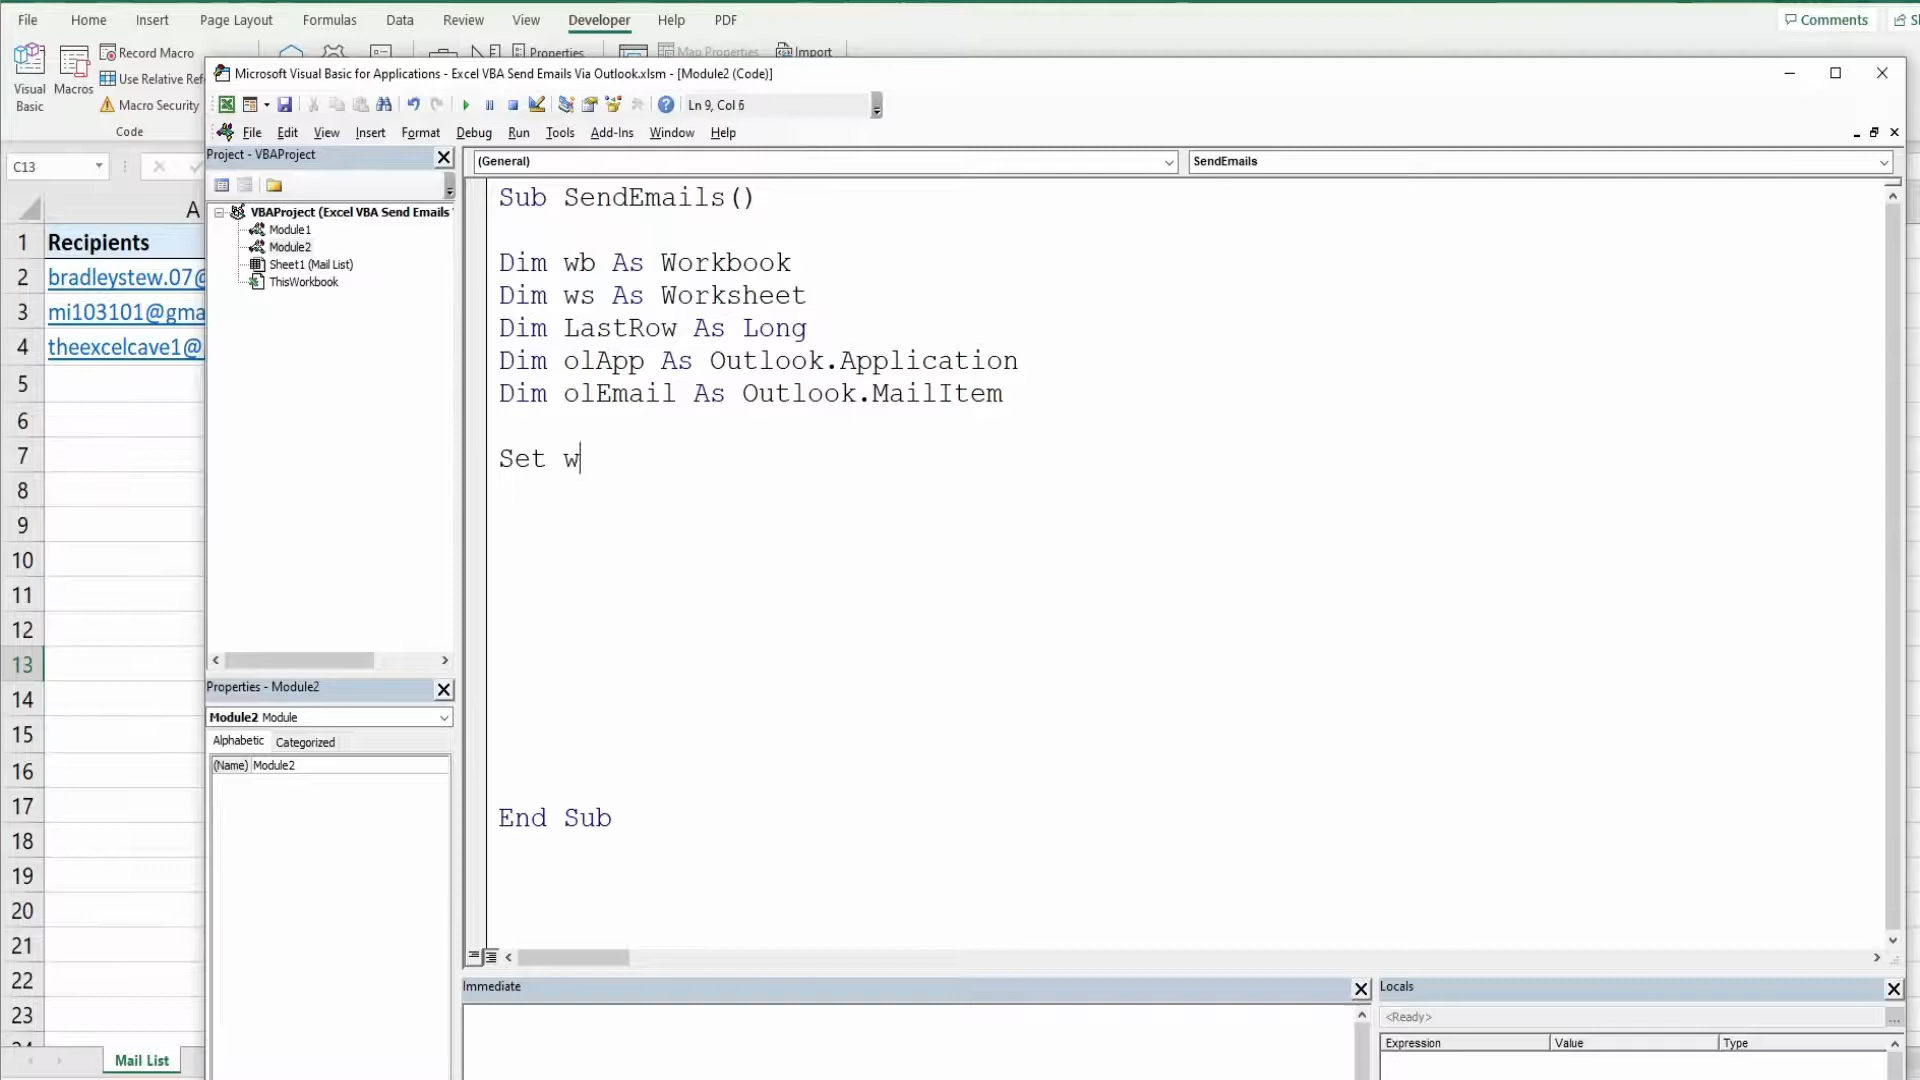 File Home Insert Page Layout Formulas Data Review View Developer Help PDF Comments
Record Macro Properties Map Properties Import
Use Relative Ref
Visual Basic Macros Macro Security
Code
Microsoft Visual Basic for Applications - Excel VBA Send Emails Via Outlook.xlsm - [Module2 (Code)]
Ln 9, Col 6
File Edit View Insert Format Debug Run Tools Add-Ins Window Help
C13
Project - VBAProject
(General) SendEmails
VBAProject (Excel VBA Send Emails
Module1
Module2
Sheet1 (Mail List)
ThisWorkbook
A
1 Recipients
2 bradleystew.07@
3 mi103101@gma
4 theexcelcave1@
5
6
7
8
9
10
11
12
13
14
15
16
17
18
19
20
21
22
23
Sub SendEmails()
Dim wb As Workbook
Dim ws As Worksheet
Dim LastRow As Long
Dim olApp As Outlook.Application
Dim olEmail As Outlook.MailItem
Set w
End Sub
Properties - Module2
Module2 Module
Alphabetic Categorized
(Name) Module2
Immediate
Locals
<Ready>
Expression Value Type
Mail List